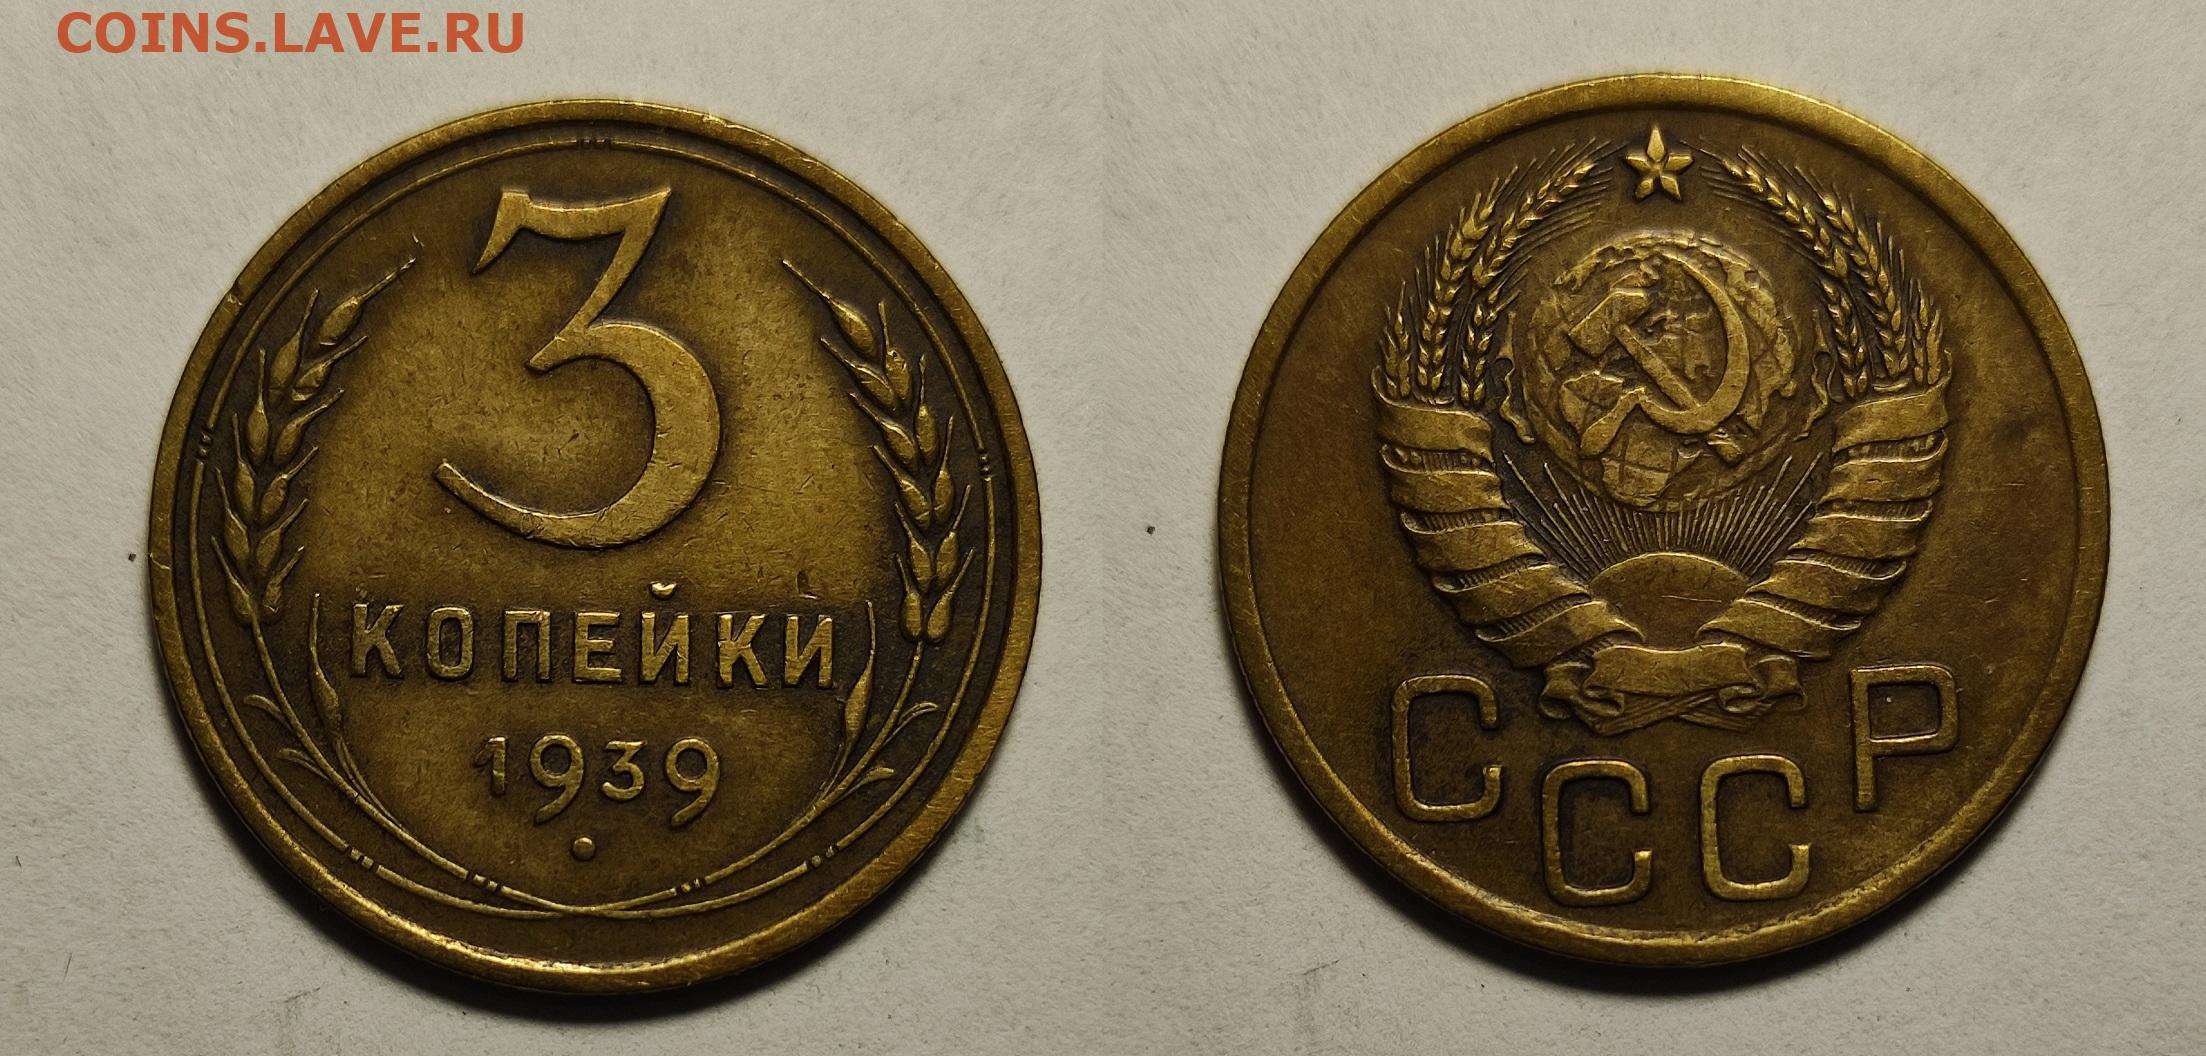 COINS.LAVE.RU
3
КОПЕЙКИ
1939
СССР